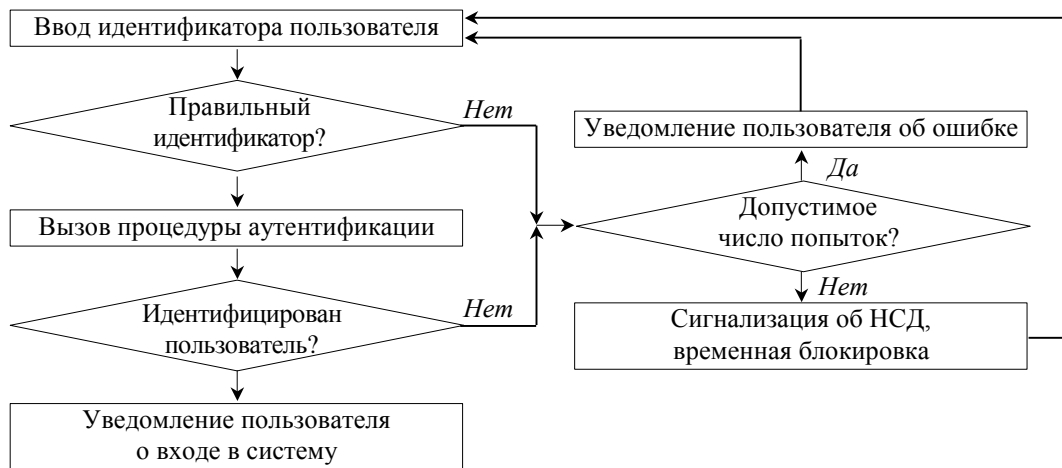 Ввод идентификатора пользователя
Правильный
идентификатор?
Нет
Вызов процедуры аутентификации
Идентифицирован
пользователь?
Нет
Уведомление пользователя
о входе в систему
Уведомление пользователя об ошибке
Да
Допустимое
число попыток?
Нет
Сигнализация об НСД,
временная блокировка